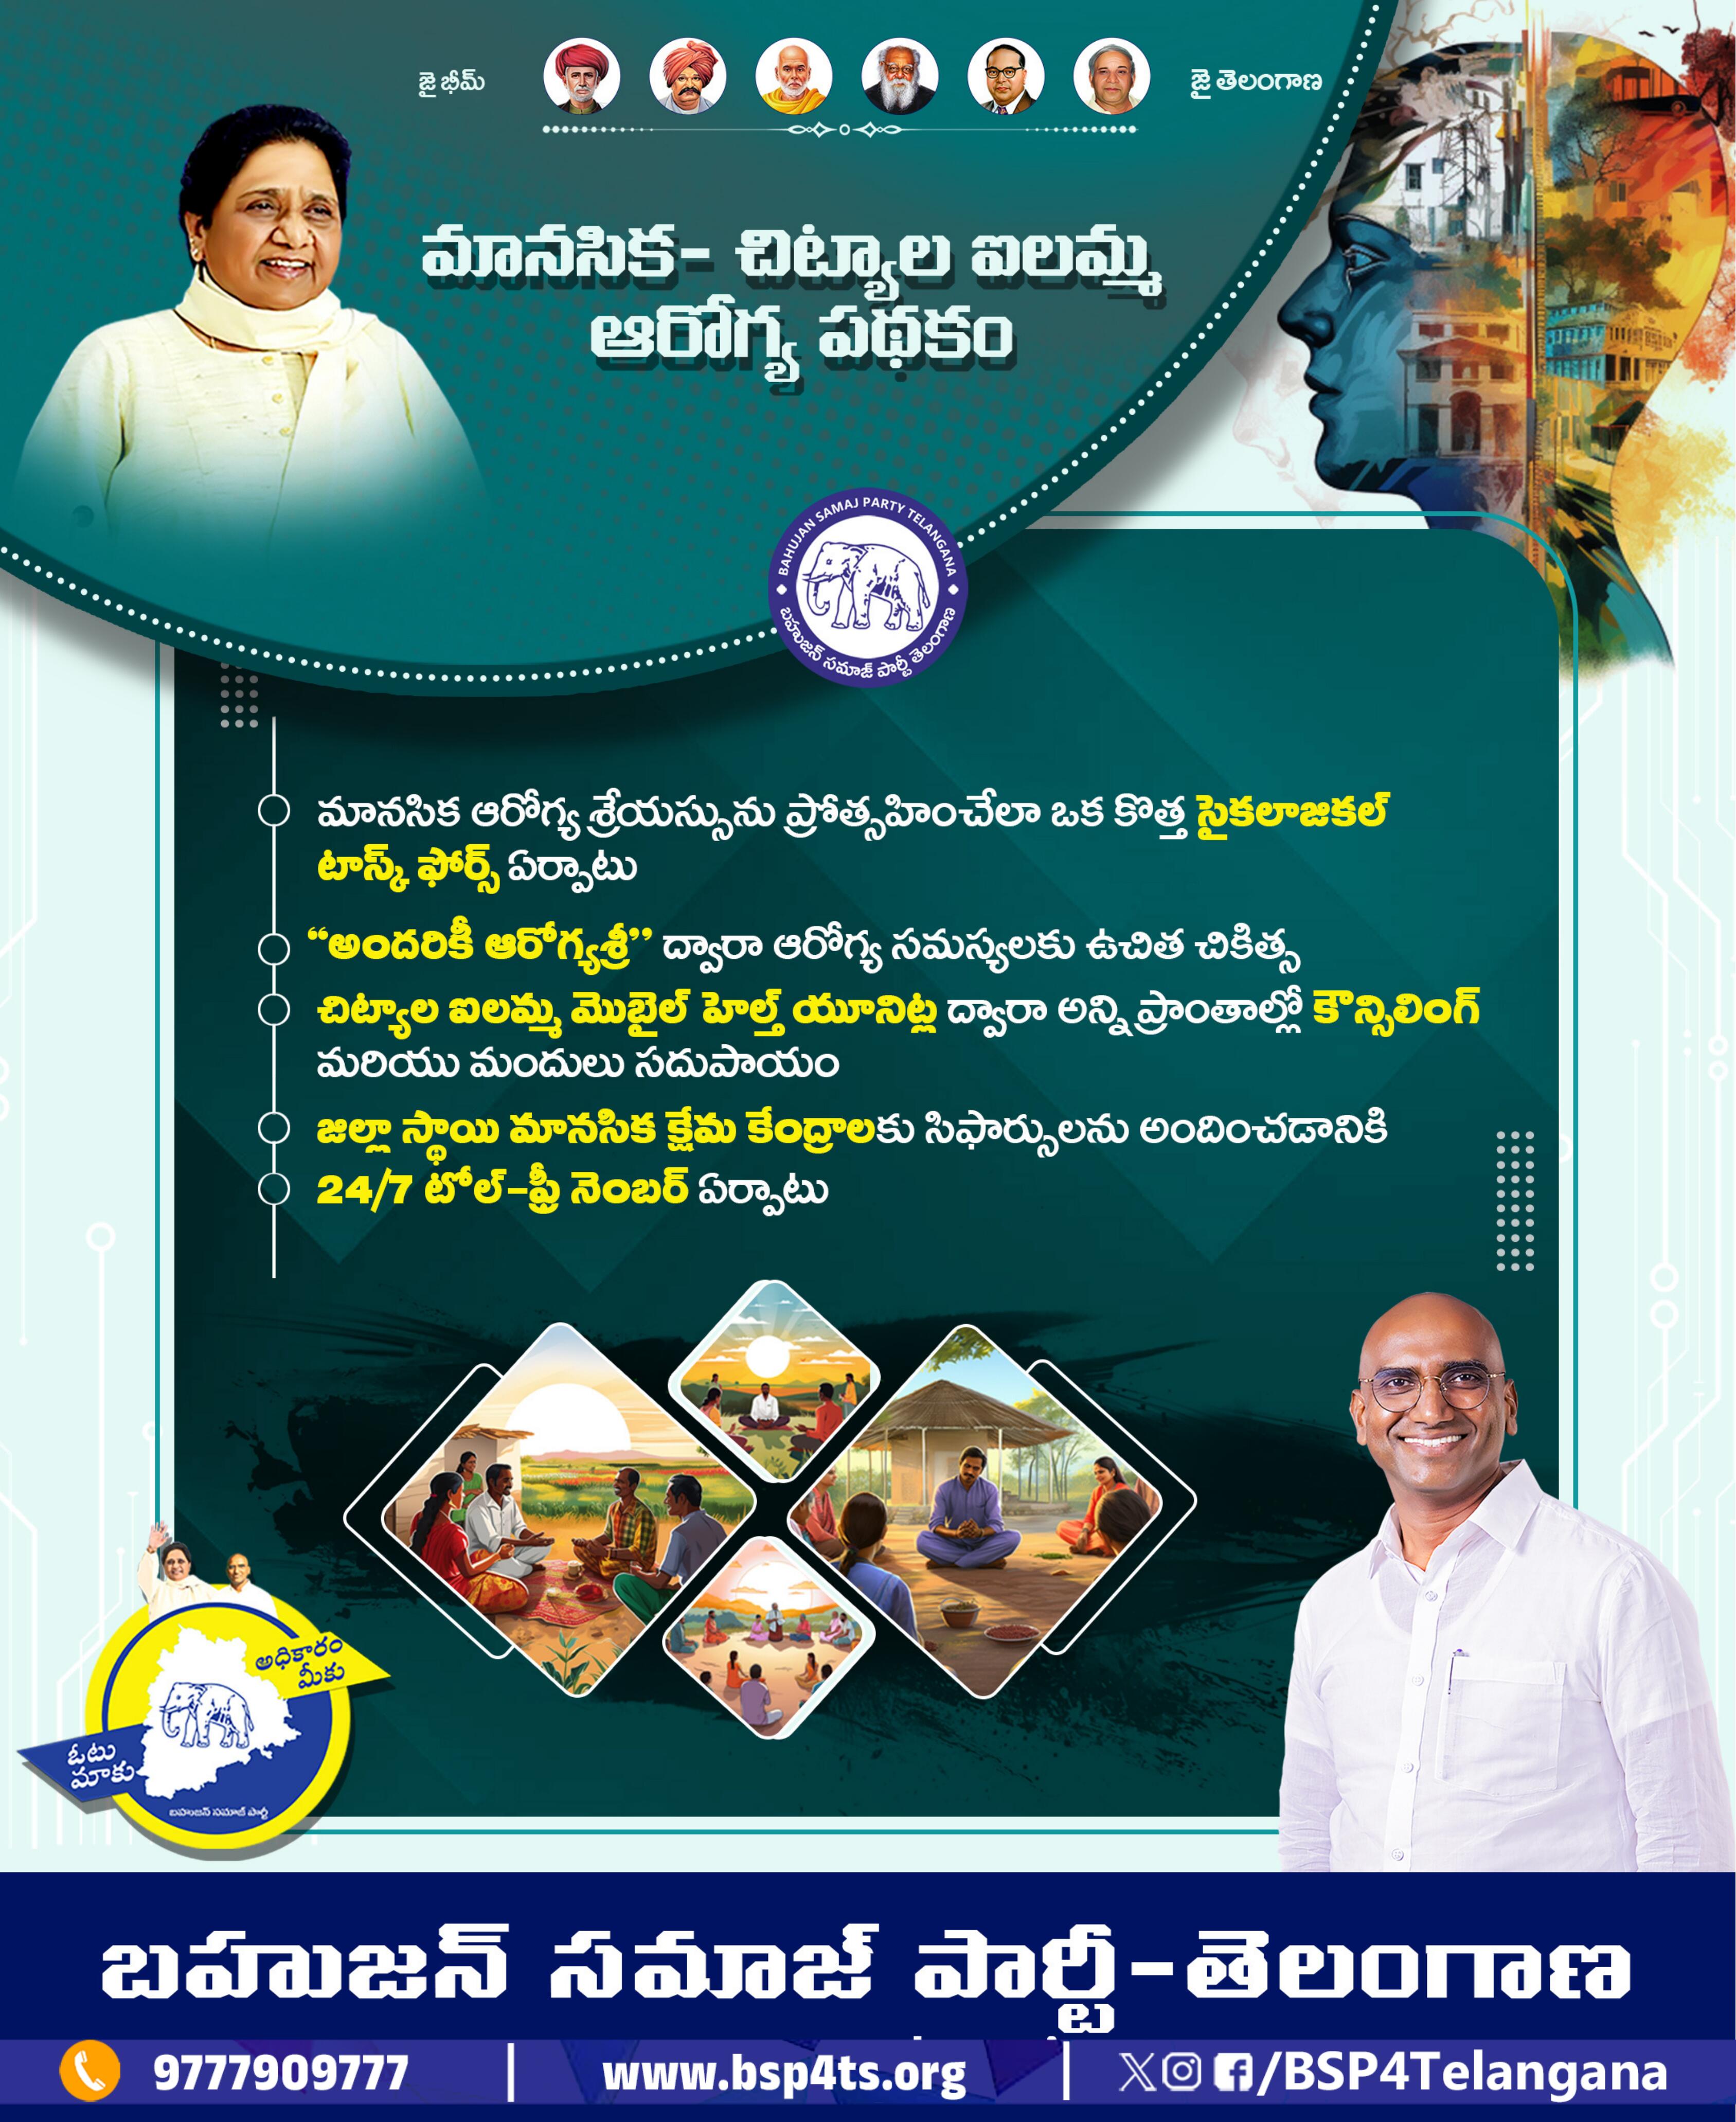 జై భీమ్
జై తెలంగాణ
మానసిక- చిట్యాల ఐలమ్మ
ఆరోగ్య పథకం
BAHUJAN SAMAJ PARTY TELANGANA
బహుజన్ సమాజ్ పార్టీ తెలంగాణ
మానసిక ఆరోగ్య శ్రేయస్సును ప్రోత్సహించేలా ఒక కొత్త సైకలాజికల్
టాస్క్ ఫోర్స్ ఏర్పాటు
“అందరికీ ఆరోగ్యశ్రీ” ద్వారా ఆరోగ్య సమస్యలకు ఉచిత చికిత్స
చిట్యాల ఐలమ్మ మొబైల్ హెల్త్ యూనిట్ల ద్వారా అన్ని ప్రాంతాల్లో కౌన్సిలింగ్
మరియు మందులు సదుపాయం
జిల్లా స్థాయి మానసిక క్షేమ కేంద్రాలకు సిఫార్సులను అందించడానికి
24/7 టోల్-ఫ్రీ నెంబర్ ఏర్పాటు
అధికారం
మీకు
ఓటు
మాకు
బహుజన్ సమాజ్ పార్టీ
బహుజన్ సమాజ్ పార్టీ-తెలంగాణ
9777909777 | www.bsp4ts.org | /BSP4Telangana